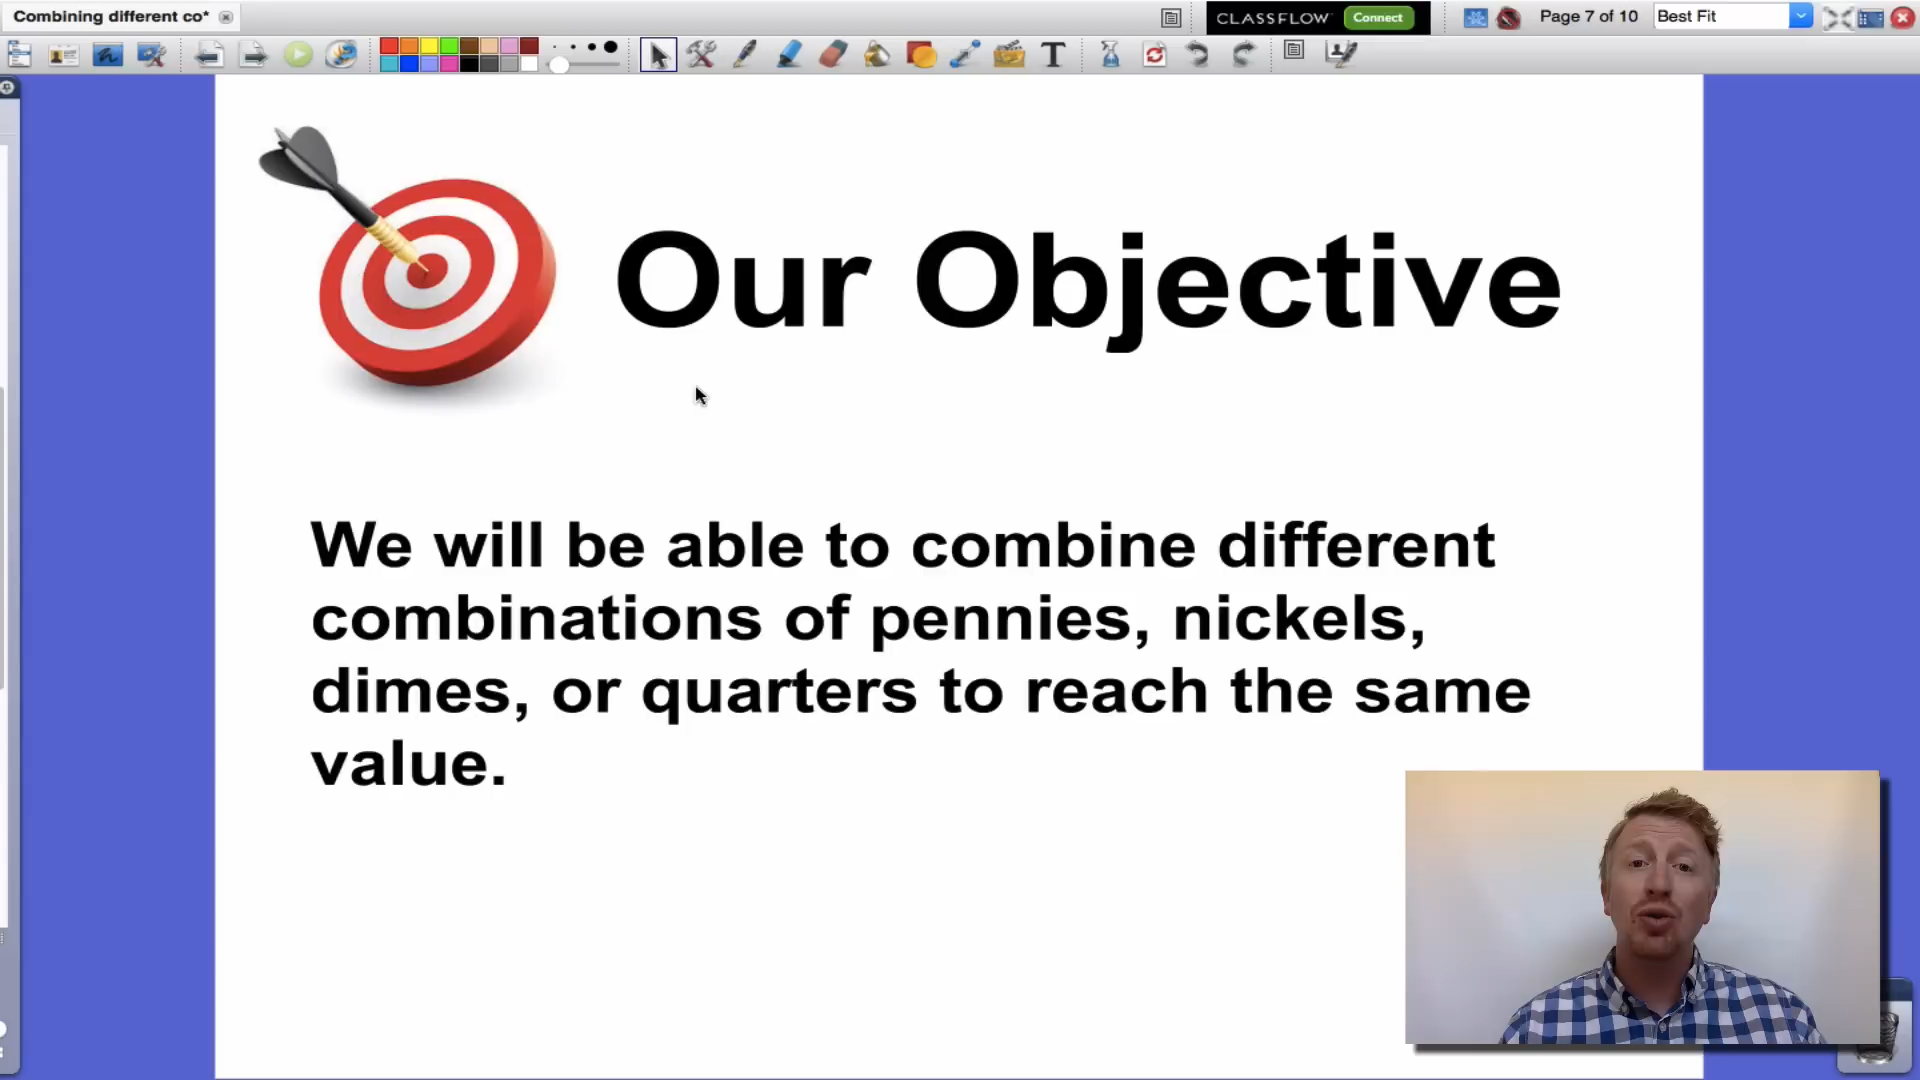 Combining different co*
CLASSFLOW Connect
Page 7 of 10
Best Fit
T
Our Objective
We will be able to combine different
combinations of pennies, nickels,
dimes, or quarters to reach the same
value.